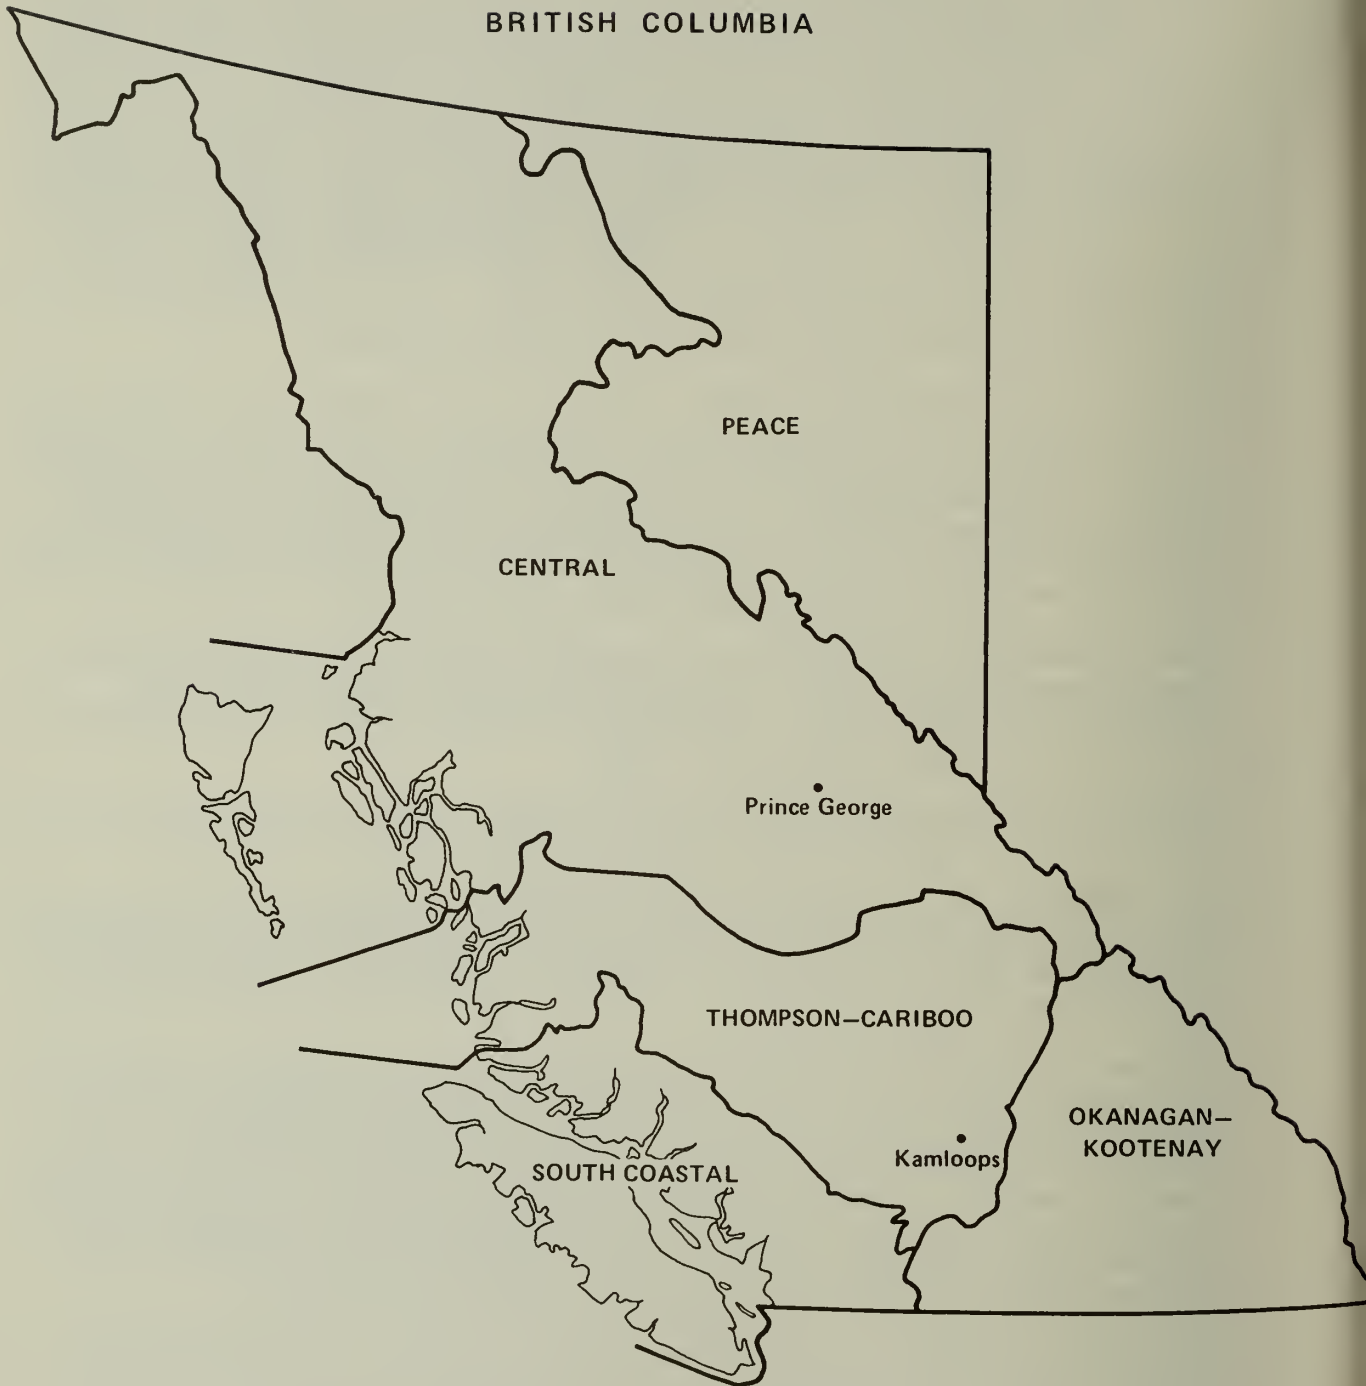 BRITISH COLUMBIA
PEACE
CENTRAL
Prince George
THOMPSON–CARIBOO
OKANAGAN–
KOOTENAY
Kamloops
SOUTH COASTAL